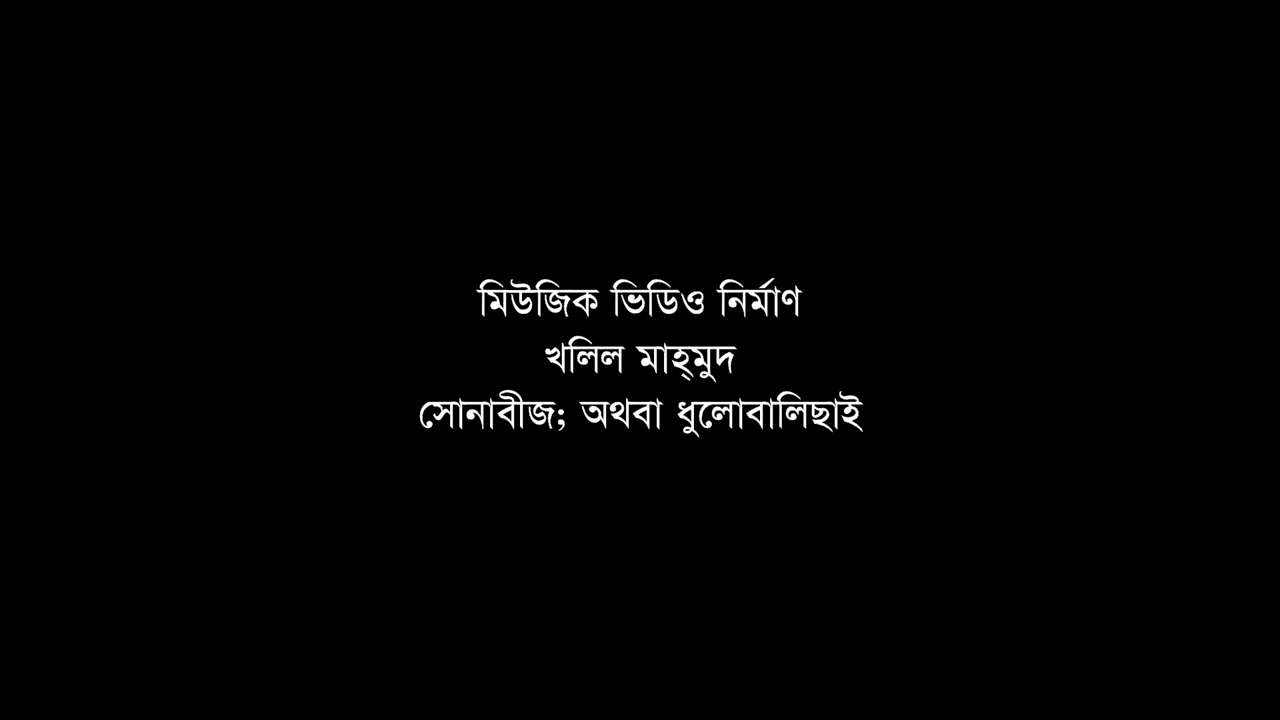 মিউজিক ভিডিও নির্মাণ
খলিল মাহ্‌মুদ
সোনাবীজ; অথবা ধুলোবালিছাই